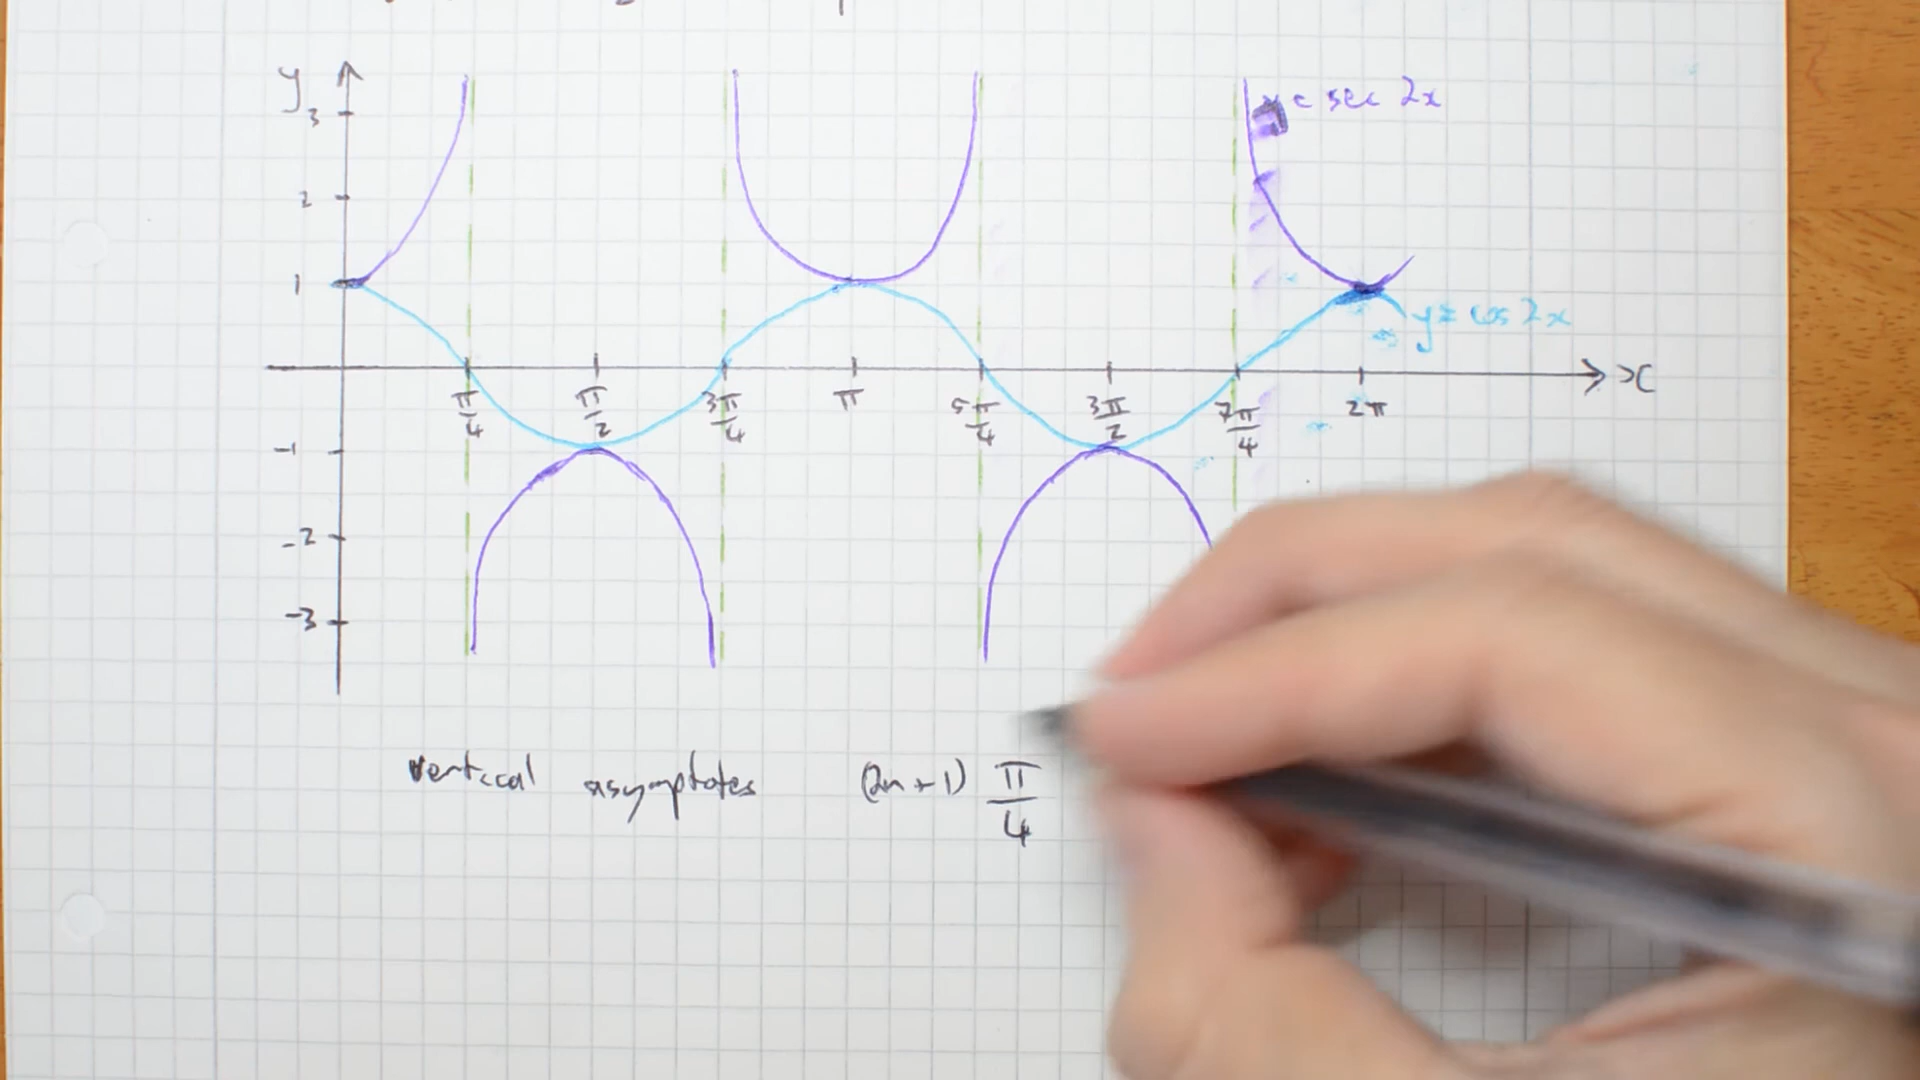 y
3
y = sec 2x
2
1
y = cos 2x
x
π/4 π/2 3π/4 π 5π/4 3π/2 7π/4 2π
-1
-2
-3
vertical asymptotes (2n+1) π/4